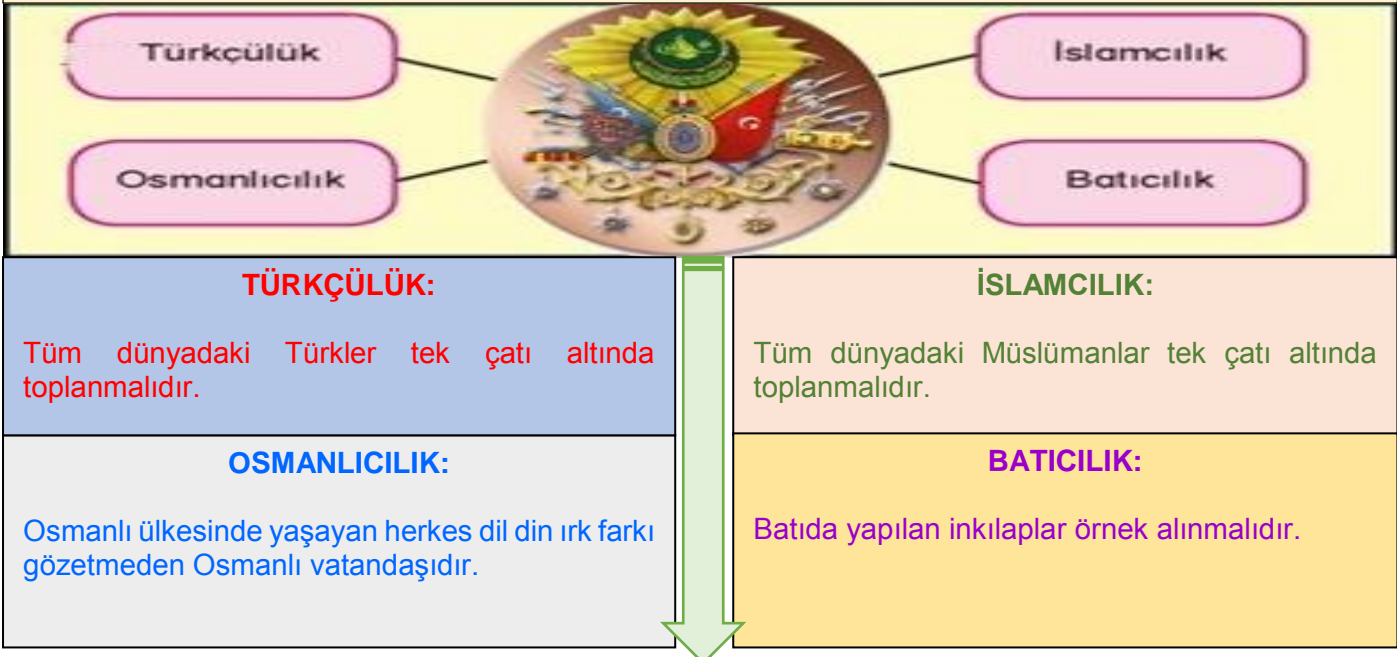 Türkçülük
İslamcılık
Osmanlıcılık
Batıcılık
TÜRKÇÜLÜK:
Tüm dünyadaki Türkler tek çatı altında
toplanmalıdır.
İSLAMCILIK:
Tüm dünyadaki Müslümanlar tek çatı altında
toplanmalıdır.
OSMANLICILIK:
Osmanlı ülkesinde yaşayan herkes dil din ırk farkı
gözetmeden Osmanlı vatandaşıdır.
BATICILIK:
Batıda yapılan inkılaplar örnek alınmalıdır.